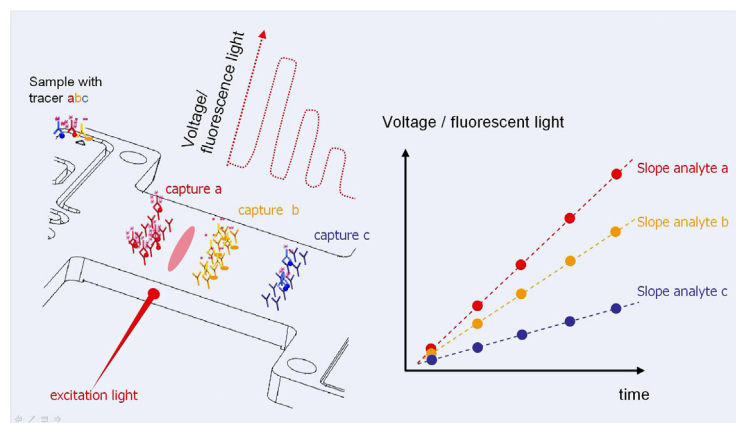 Sample with
tracer abc
Voltage/
fluorescence light
capture a
capture b
capture c
excitation light
Voltage / fluorescent light
Slope analyte a
Slope analyte b
Slope analyte c
time